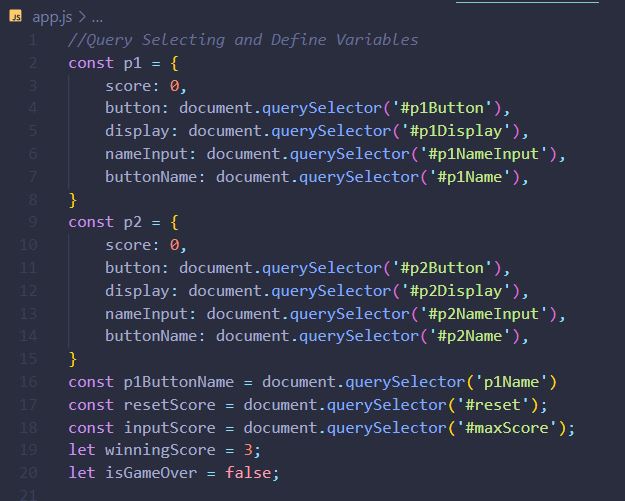 JS app.js > ...
1 //Query Selecting and Define Variables
2 const p1 = {
3     score: 0,
4     button: document.querySelector('#p1Button'),
5     display: document.querySelector('#p1Display'),
6     nameInput: document.querySelector('#p1NameInput'),
7     buttonName: document.querySelector('#p1Name'),
8 }
9 const p2 = {
10     score: 0,
11     button: document.querySelector('#p2Button'),
12     display: document.querySelector('#p2Display'),
13     nameInput: document.querySelector('#p2NameInput'),
14     buttonName: document.querySelector('#p2Name'),
15 }
16 const p1ButtonName = document.querySelector('p1Name')
17 const resetScore = document.querySelector('#reset');
18 const inputScore = document.querySelector('#maxScore');
19 let winningScore = 3;
20 let isGameOver = false;
21